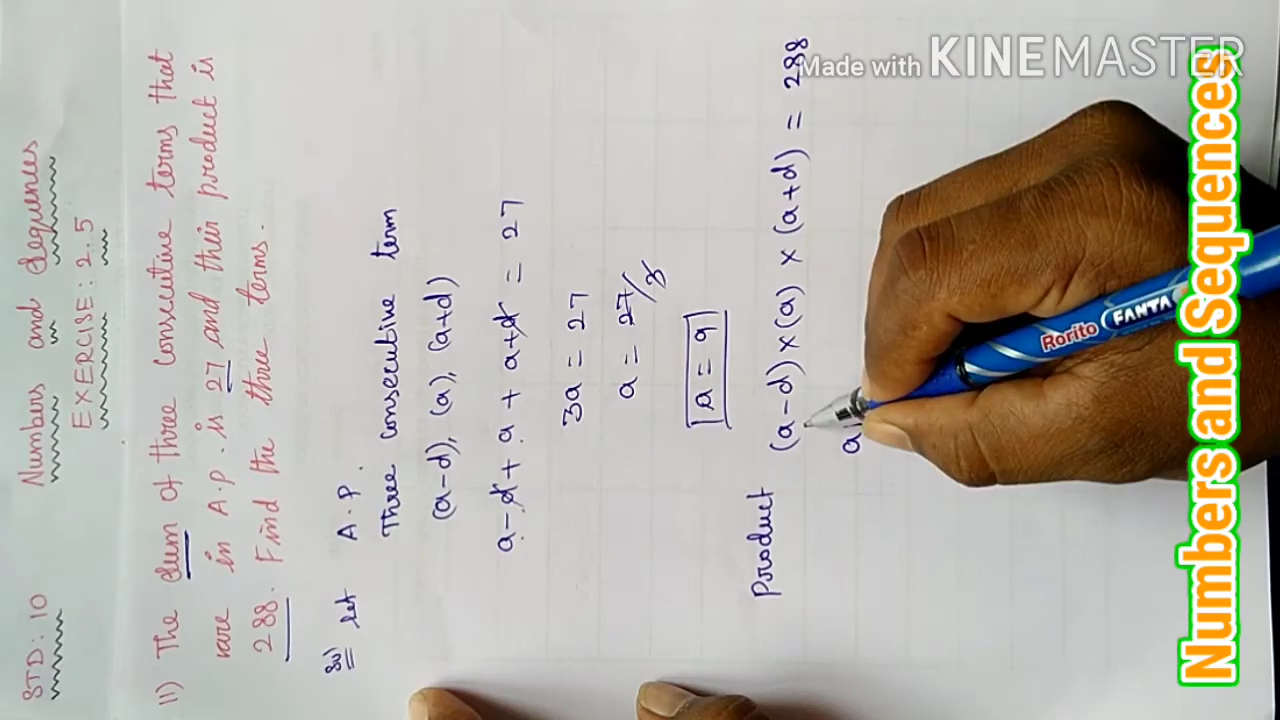 STD: 10 Numbers and Sequences
EXERCISE: 2.5
11) The Sum of three consecutive terms that
are in A.P. is 27 and their product is
288. Find the three terms.
Sol let A.P.
Three consecutive term
(a-d), (a), (a+d)
a-d+a+a+d = 27
3a = 27
a = 27/3
a = 9
Product (a-d)×(a)×(a+d) = 288
a
Rorito FANTA
Made with KINEMASTER
Numbers and Sequences